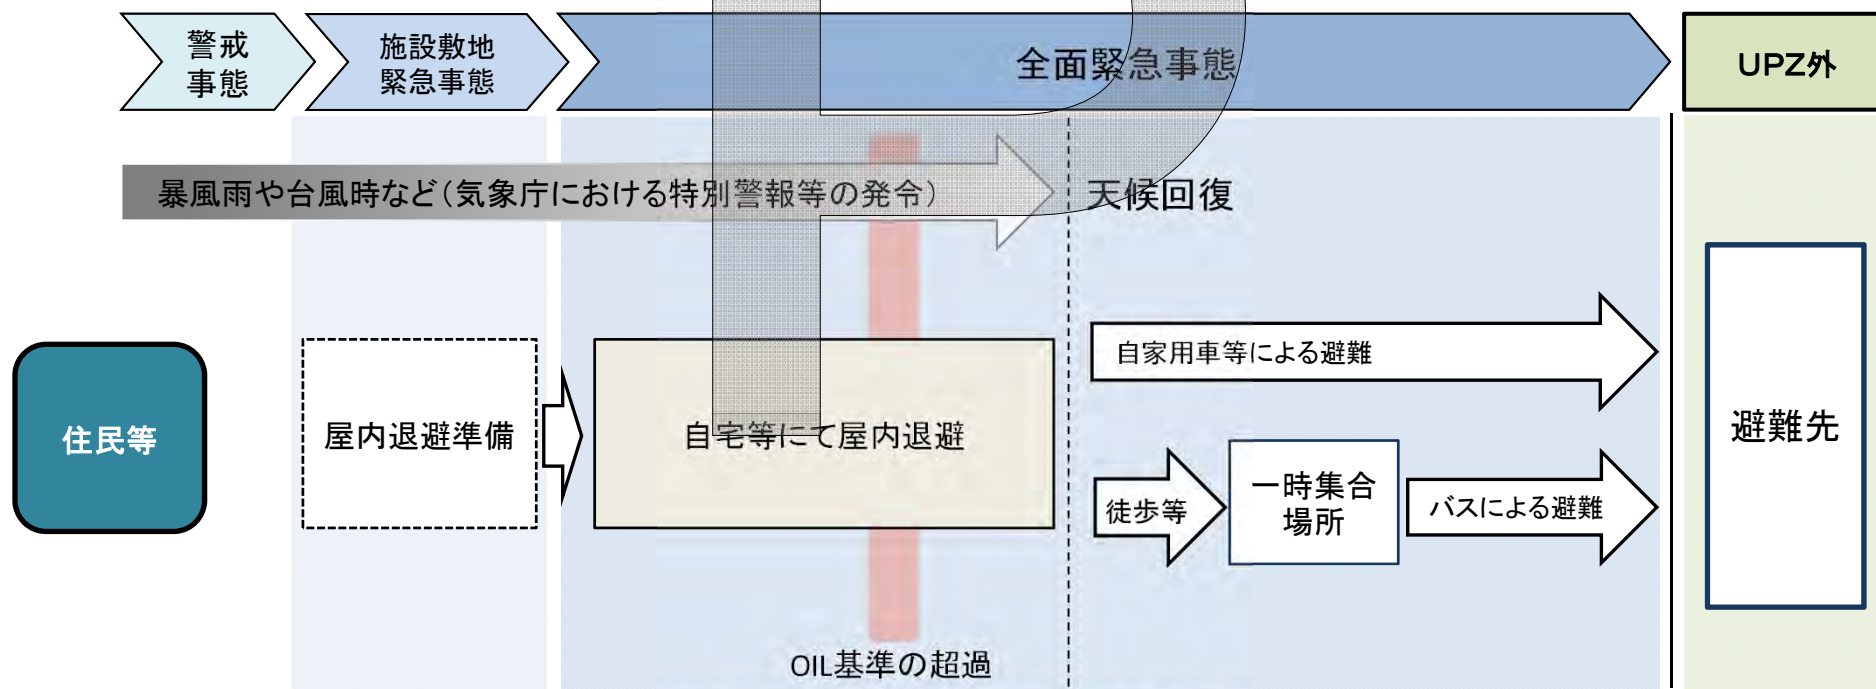 警戒
事態
施設敷地
緊急事態
全面緊急事態
UPZ外
暴風雨や台風時など(気象庁における特別警報等の発令)
天候回復
住民等
屋内退避準備
自宅等にて屋内退避
自家用車等による避難
徒歩等
一時集合
場所
バスによる避難
避難先
OIL基準の超過